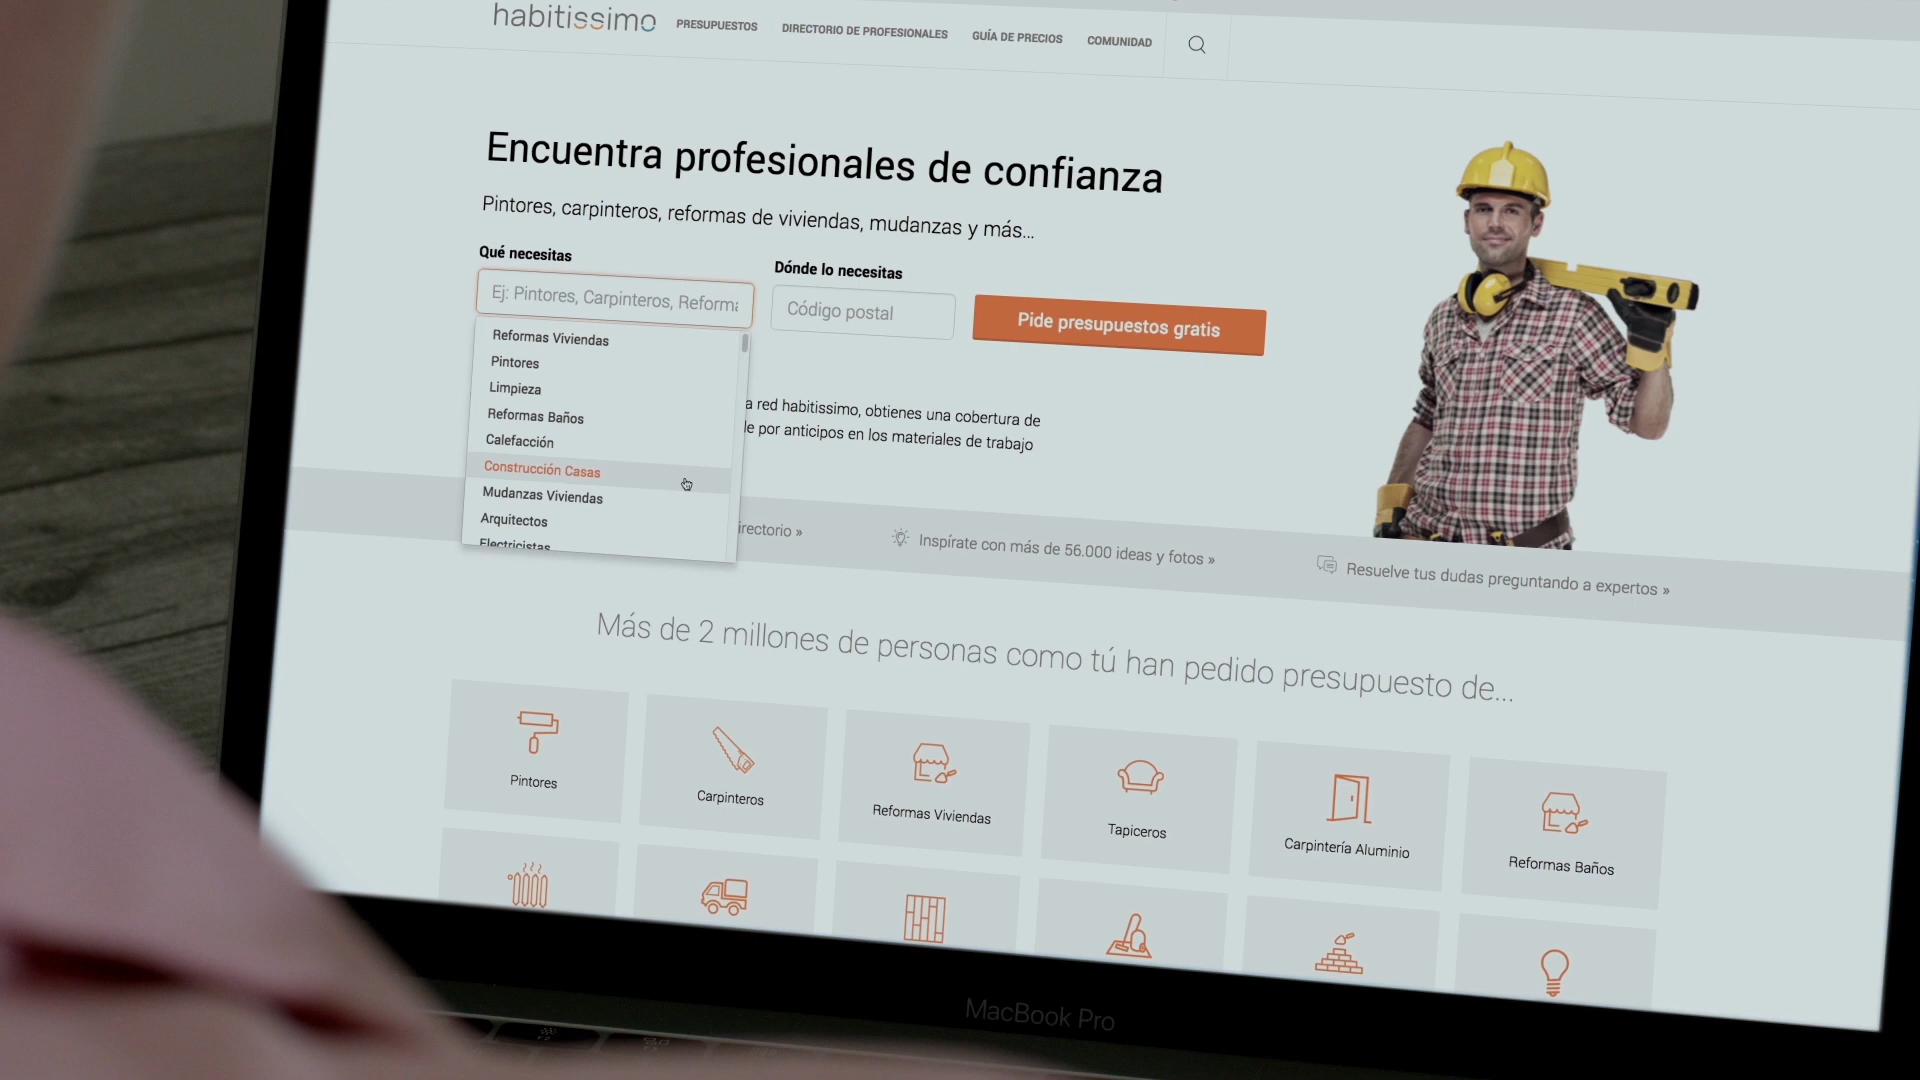 habitissimo
PRESUPUESTOS
DIRECTORIO DE PROFESIONALES
GUÍA DE PRECIOS
COMUNIDAD
Encuentra profesionales de confianza
Pintores, carpinteros, reformas de viviendas, mudanzas y más...
Qué necesitas
Dónde lo necesitas
Ej: Pintores, Carpinteros, Reforma
Código postal
Pide presupuestos gratis
Reformas Viviendas
Pintores
Limpieza
Reformas Baños
Calefacción
Construcción Casas
Mudanzas Viviendas
Arquitectos
Electricistas
a red habitissimo, obtienes una cobertura de
le por anticipos en los materiales de trabajo
irectorio »
Inspírate con más de 56.000 ideas y fotos »
Resuelve tus dudas preguntando a expertos »
Más de 2 millones de personas como tú han pedido presupuesto de...
Pintores
Carpinteros
Reformas Viviendas
Tapiceros
Carpintería Aluminio
Reformas Baños
MacBook Pro